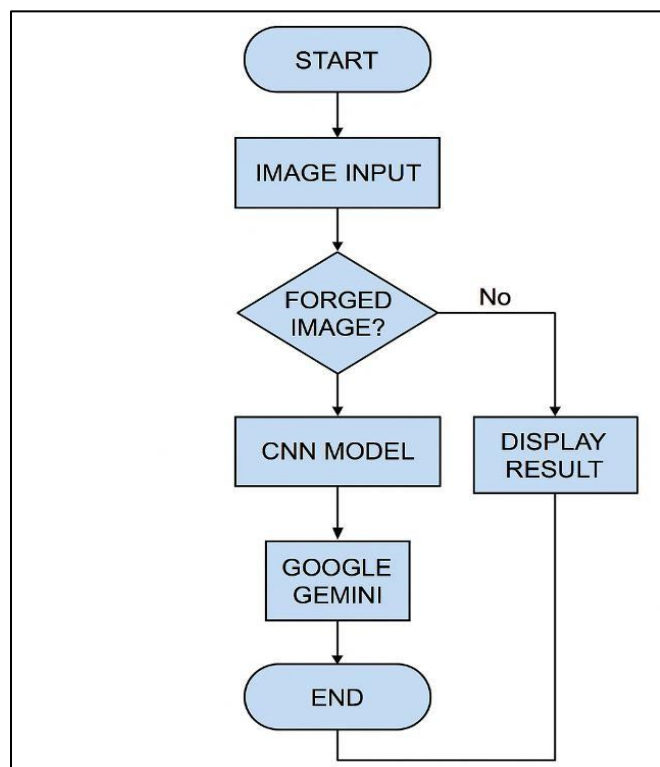 START
IMAGE INPUT
FORGED
IMAGE?
No
CNN MODEL
DISPLAY
RESULT
GOOGLE
GEMINI
END